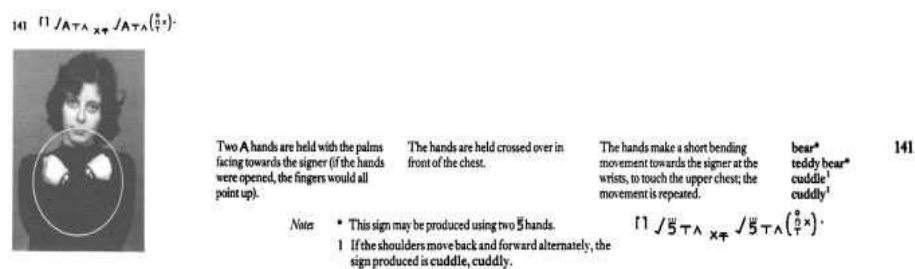 141 ⊓ √A⊤∧ x∓ √A⊤∧(⁰ₙ⊤ x)·
Two A hands are held with the palms
facing towards the signer (if the hands
were opened, the fingers would all
point up).
The hands are held crossed over in
front of the chest.
The hands make a short bending
movement towards the signer at the
wrists, to touch the upper chest; the
movement is repeated.
bear*
teddy bear*
cuddle¹
cuddly¹
141
Notes
* This sign may be produced using two 5̈ hands.
1 If the shoulders move back and forward alternately, the
sign produced is cuddle, cuddly.